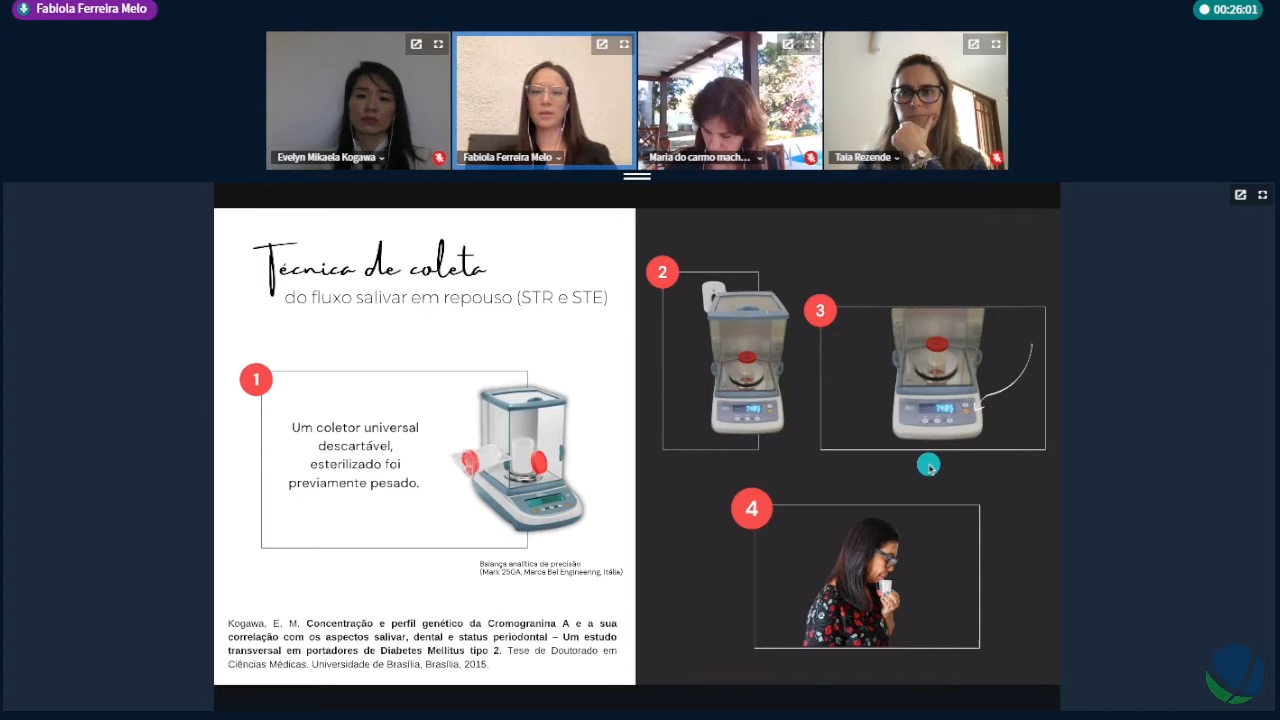 Fabiola Ferreira Melo
00:26:01
Evelyn Mikaela Kogawa
Fabiola Ferreira Melo
Maria do carmo mach...
Taia Rezende
Técnica de coleta
do fluxo salivar em repouso (STR e STE)
1
Um coletor universal
descartável,
esterilizado foi
previamente pesado.
Balança analítica de precisão
(Mark 250A, Marca Bel Engineering, Itália)
2
3
4
Kogawa, E. M. Concentração e perfil genético da Cromogranina A e a sua
correlação com os aspectos salivar, dental e status periodontal – Um estudo
transversal em portadores de Diabetes Mellitus tipo 2. Tese de Doutorado em
Ciências Médicas. Universidade de Brasília, Brasília, 2015.